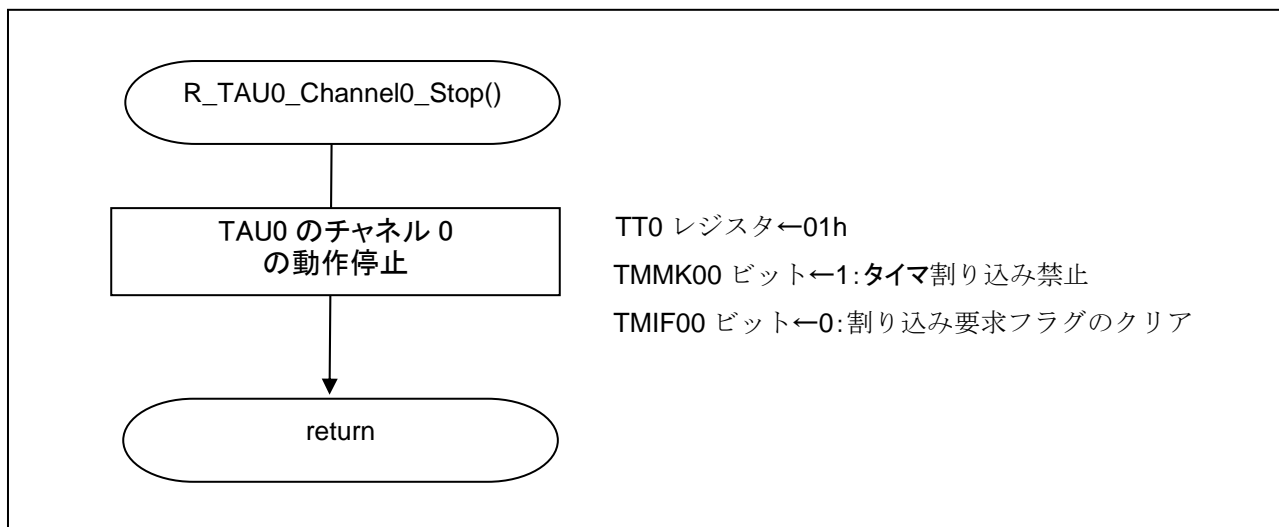 R_TAU0_Channel0_Stop()
TAU0 のチャネル 0
の動作停止
TT0 レジスタ←01h
TMMK00 ビット←1:タイマ割り込み禁止
TMIF00 ビット←0:割り込み要求フラグのクリア
return